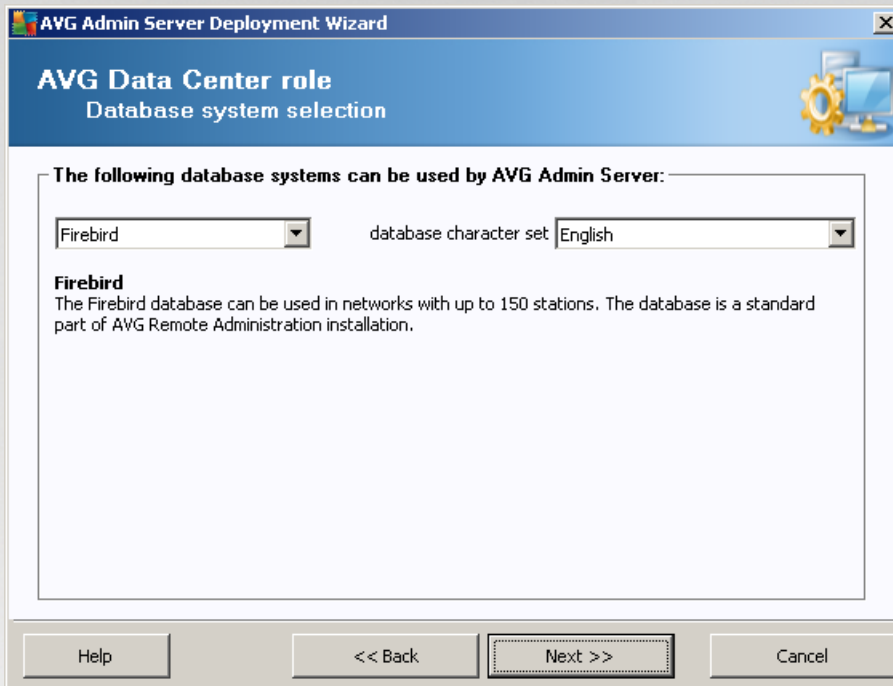 AVG Admin Server Deployment Wizard
AVG Data Center role
Database system selection
The following database systems can be used by AVG Admin Server:
Firebird
database character set
English
Firebird
The Firebird database can be used in networks with up to 150 stations. The database is a standard
part of AVG Remote Administration installation.
Help
<< Back
Next >>
Cancel